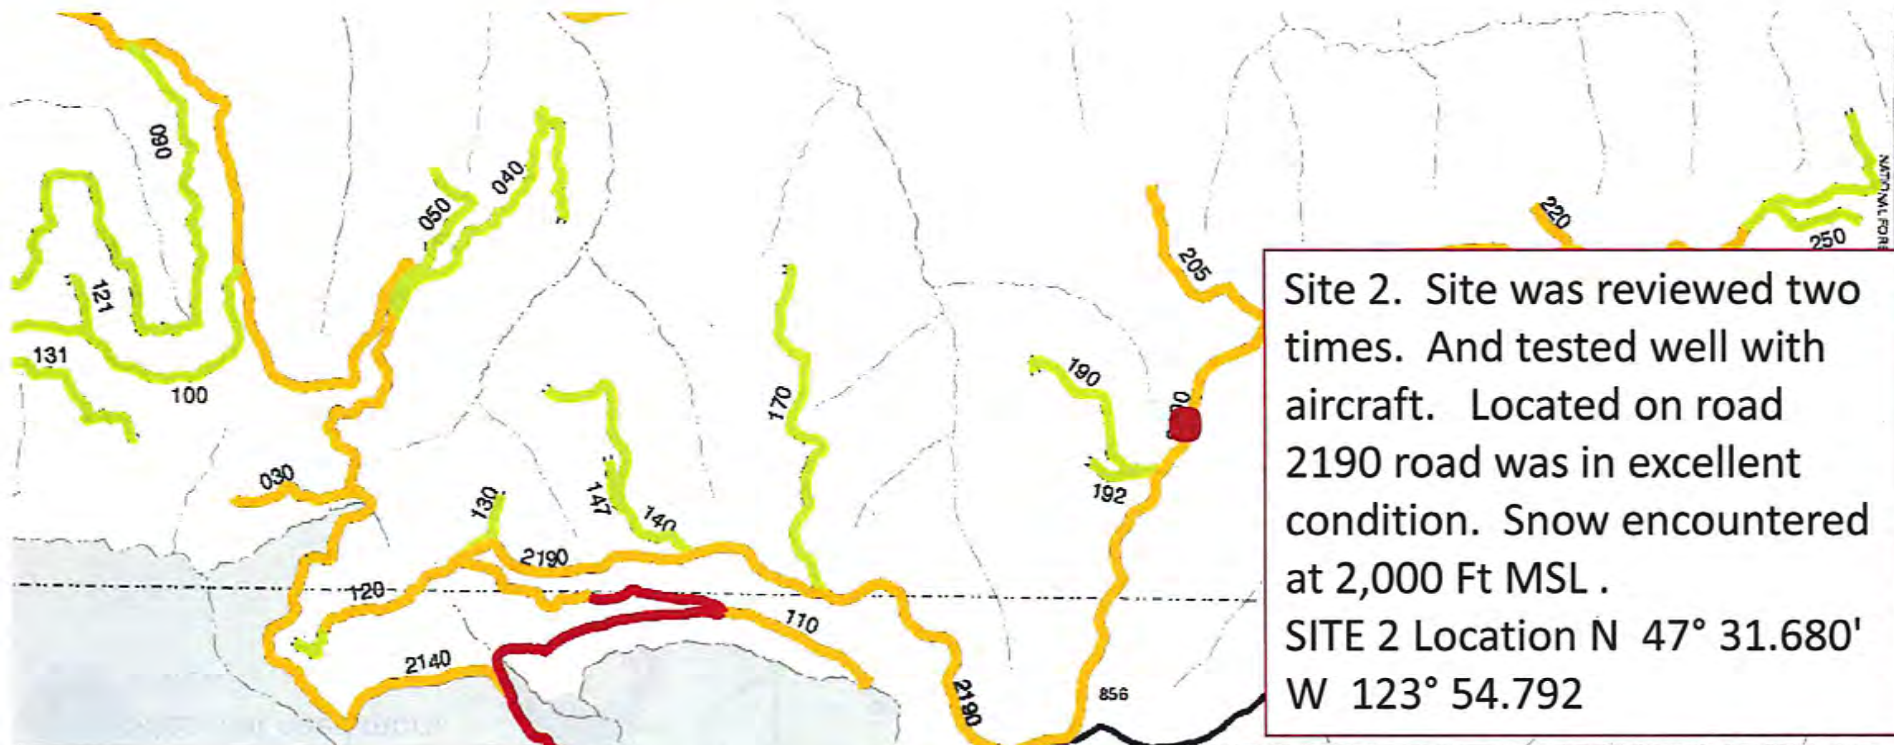 060
040
050
220
250
NATIONAL FORE
205
121
131
100
190
170
192
030
130
147
140
2190
120
110
2140
2190
856
Site 2.  Site was reviewed two
times.  And tested well with
aircraft.   Located on road
2190 road was in excellent
condition.  Snow encountered
at 2,000 Ft MSL .
SITE 2 Location N  47° 31.680'
W  123° 54.792